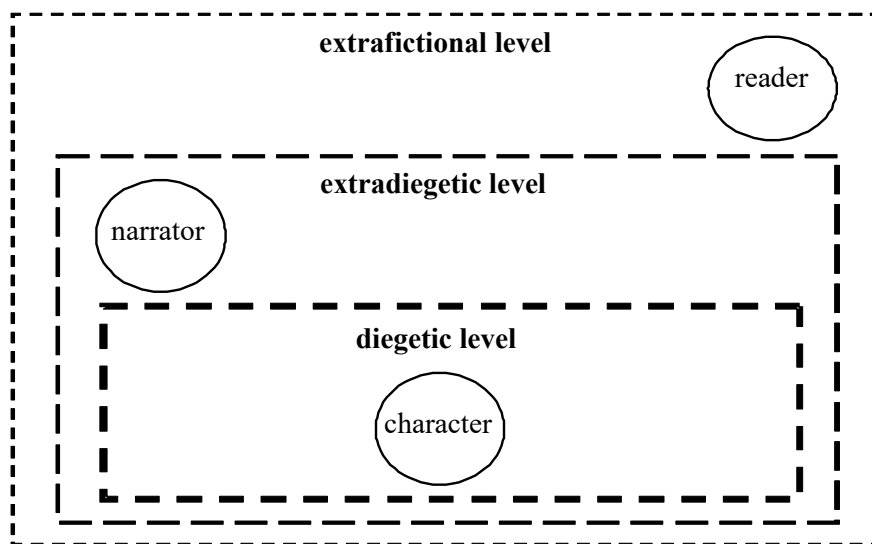 extrafictional level
reader
extradiegetic level
narrator
diegetic level
character